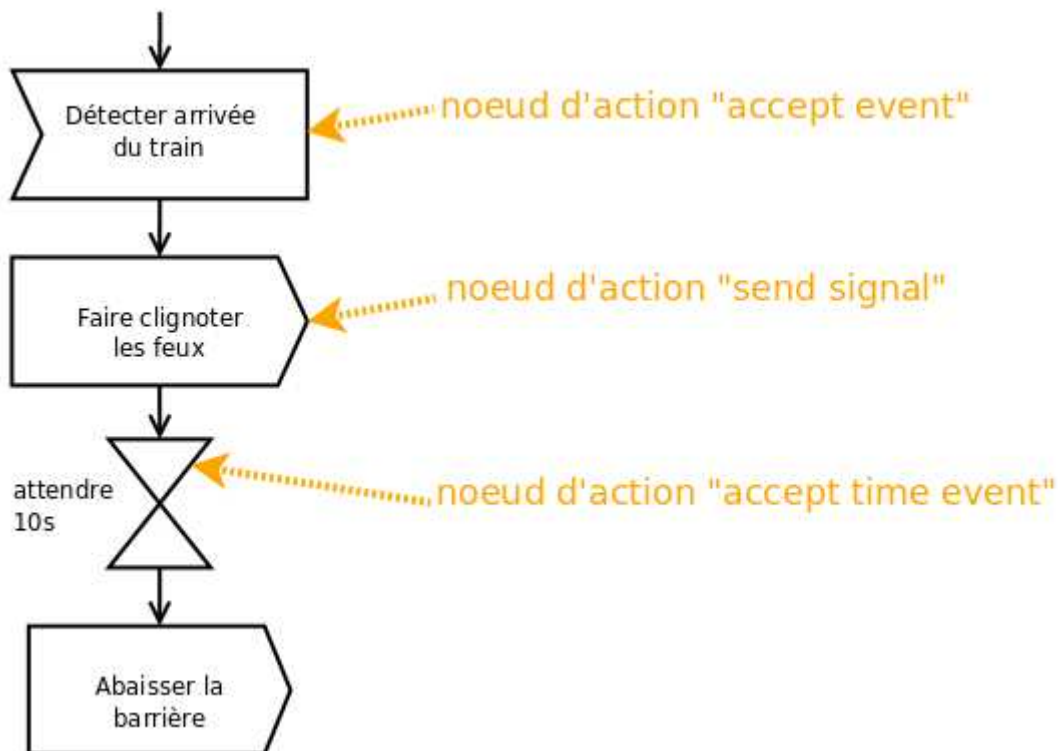 Détecter arrivée
du train
noeud d'action "accept event"
Faire clignoter
les feux
noeud d'action "send signal"
attendre
10s
noeud d'action "accept time event"
Abaisser la
barrière